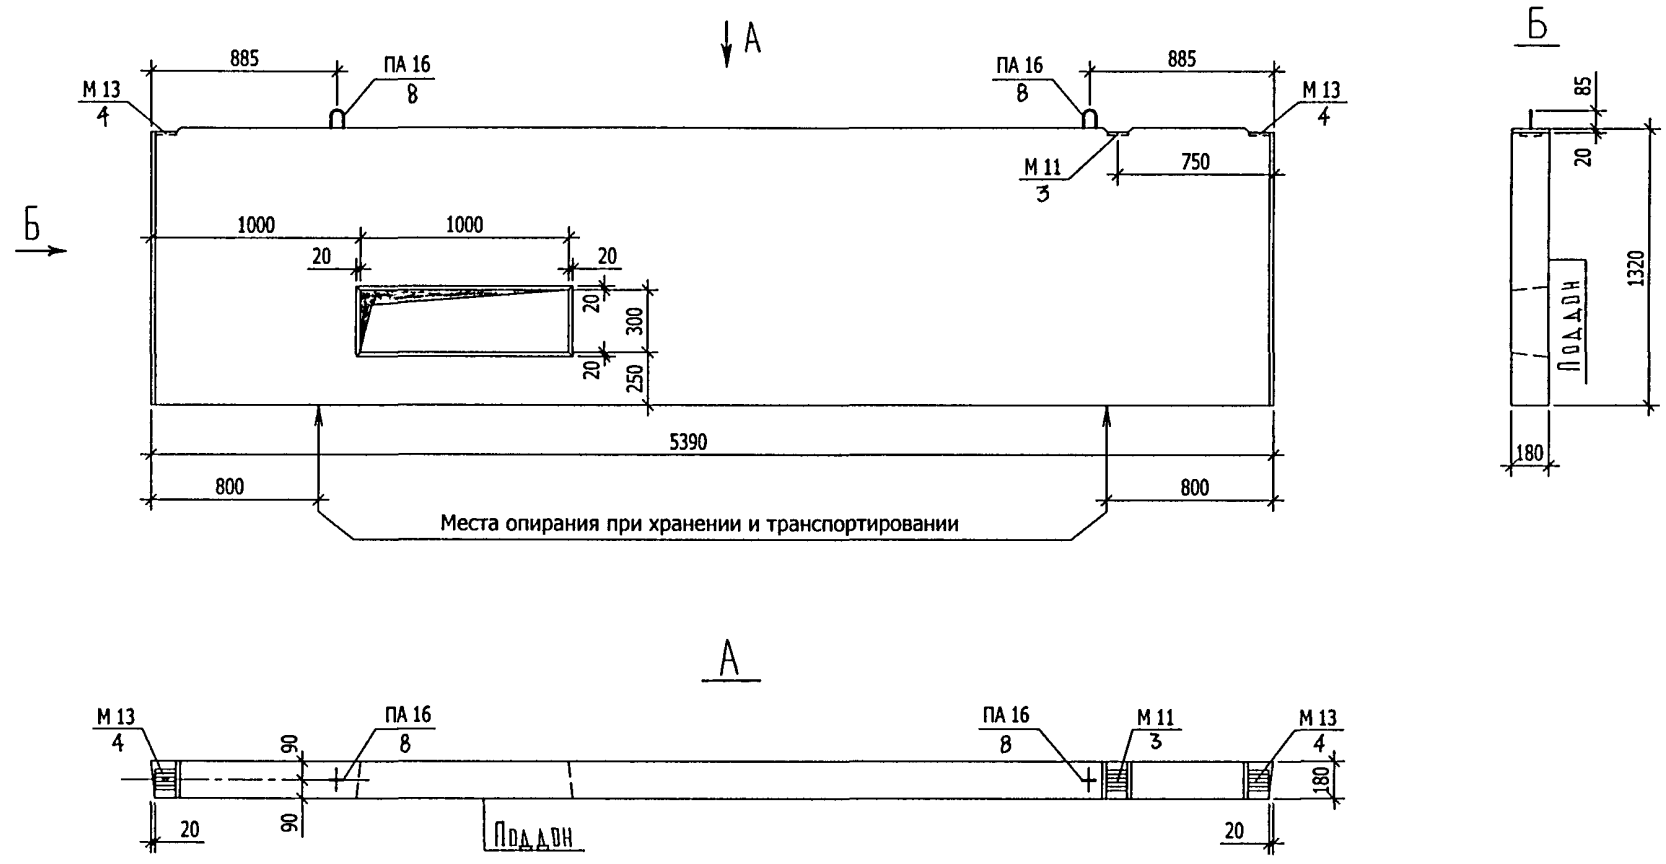 А
Б
885
ПА 16
8
ПА 16
8
885
М 13
4
М 13
4
85
М 11
3
750
20
Б
1000
1000
20
20
20
300
1320
Поддон
20
250
5390
180
800
800
Места опирания при хранении и транспортировании
А
М 13
4
ПА 16
8
ПА 16
8
М 11
3
М 13
4
90
180
90
20
Поддон
20